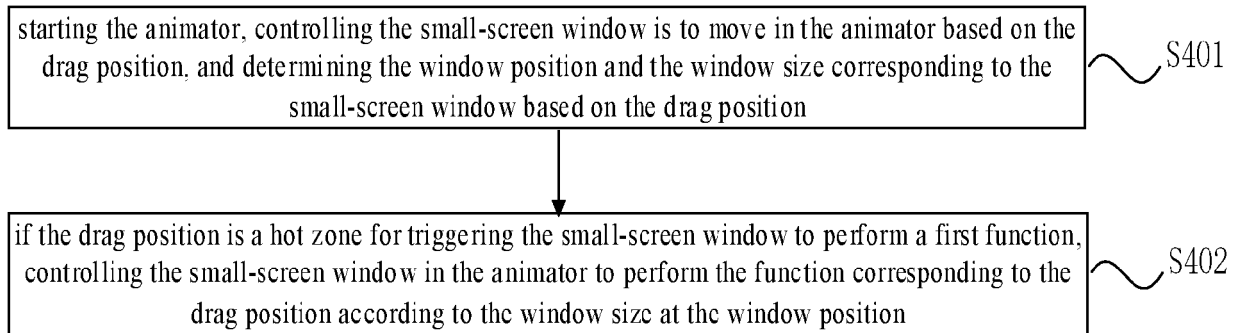 starting the animator, controlling the small-screen window is to move in the animator based on the
drag position, and determining the window position and the window size corresponding to the
small-screen window based on the drag position
S401
if the drag position is a hot zone for triggering the small-screen window to perform a first function,
controlling the small-screen window in the animator to perform the function corresponding to the
drag position according to the window size at the window position
S402